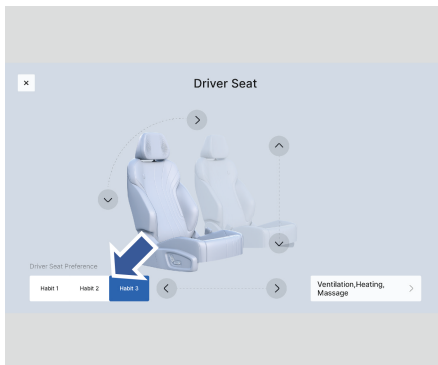 ×
Driver Seat
Driver Seat Preference
Habit 1
Habit 2
Habit 3
Ventilation,Heating,
Massage